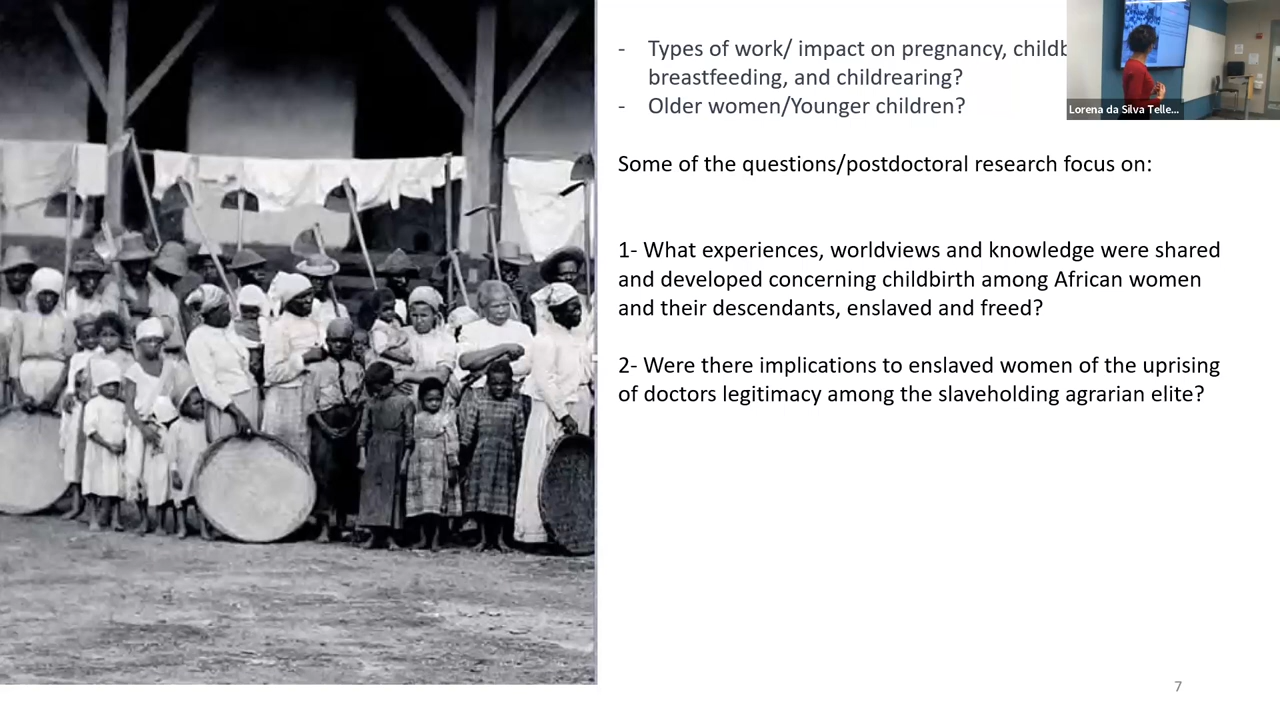 - Types of work/ impact on pregnancy, childb
breastfeeding, and childrearing?
- Older women/Younger children?
Lorena da Silva Telle...
Some of the questions/postdoctoral research focus on:
1- What experiences, worldviews and knowledge were shared
and developed concerning childbirth among African women
and their descendants, enslaved and freed?
2- Were there implications to enslaved women of the uprising
of doctors legitimacy among the slaveholding agrarian elite?
7